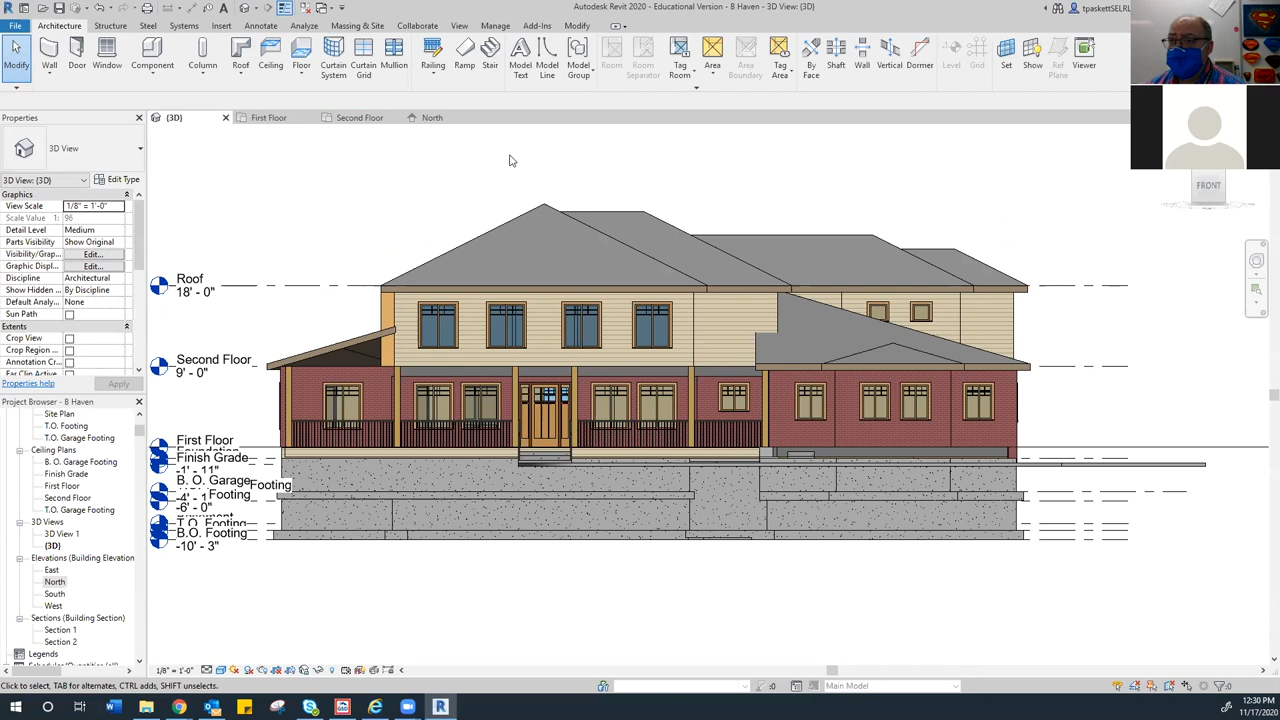 Autodesk Revit - Educational Version - B Haven - 3D View: {3D}
tpaskettSELRL
File Architecture Structure Steel Systems Insert Annotate Analyze Massing & Site Collaborate View Manage Add-Ins Modify
Modify Wall Door Window Component Column Roof Ceiling Floor Curtain System Curtain Grid Mullion Railing Ramp Stair Model Text Model Line Model Group Room Room Separator Tag Room Area Area Boundary Tag Area By Face Shaft Wall Vertical Dormer Level Grid Set Show Ref Plane Viewer
Properties
{3D} First Floor Second Floor North
3D View
3D View: {3D} Edit Type
Graphics
View Scale 1/8" = 1'-0"
Scale Value 1: 96
Detail Level Medium
Parts Visibility Show Original
Visibility/Grap... Edit...
Graphic Displ... Edit...
Discipline Architectural
Show Hidden ... By Discipline
Default Analy... None
Sun Path
Extents
Crop View
Crop Region ...
Annotation Cr...
Far Clip Active
Properties help Apply
Project Browser - B Haven
Site Plan
T.O. Footing
T.O. Garage Footing
Ceiling Plans
B. O. Garage Footing
Finish Grade
First Floor
Second Floor
T.O. Garage Footing
3D Views
3D View 1
{3D}
Elevations (Building Elevation
East
North
South
West
Sections (Building Section)
Section 1
Section 2
Legends
FRONT
Roof
18' - 0"
Second Floor
9' - 0"
First Floor
Finish Grade
-1' - 11"
B. O. Garage
Footing
-4' - 1"
Footing
-6' - 0"
T.O. Footing
B.O. Footing
-10' - 3"
1/8" = 1'-0"
Click to select, TAB for alternates, CTRL adds, SHIFT unselects.
:0 Main Model :0
12:30 PM
11/17/2020